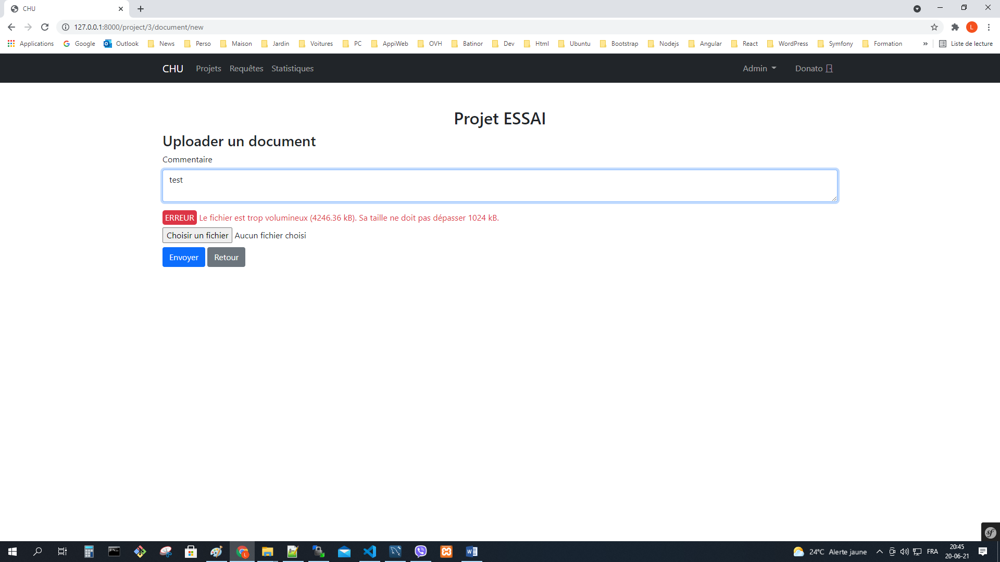 CHU
127.0.0.1:8000/project/3/document/new
Applications Google Outlook News Perso Maison Jardin Voitures PC AppiWeb OVH Batinor Dev Html Ubuntu Bootstrap Nodejs Angular React WordPress Symfony Formation » Liste de lecture
CHU Projets Requêtes Statistiques Admin Donato
Projet ESSAI
Uploader un document
Commentaire
test
ERREUR Le fichier est trop volumineux (4246.36 kB). Sa taille ne doit pas dépasser 1024 kB.
Choisir un fichier Aucun fichier choisi
Envoyer Retour
24°C Alerte jaune FRA 20:45
20-06-21